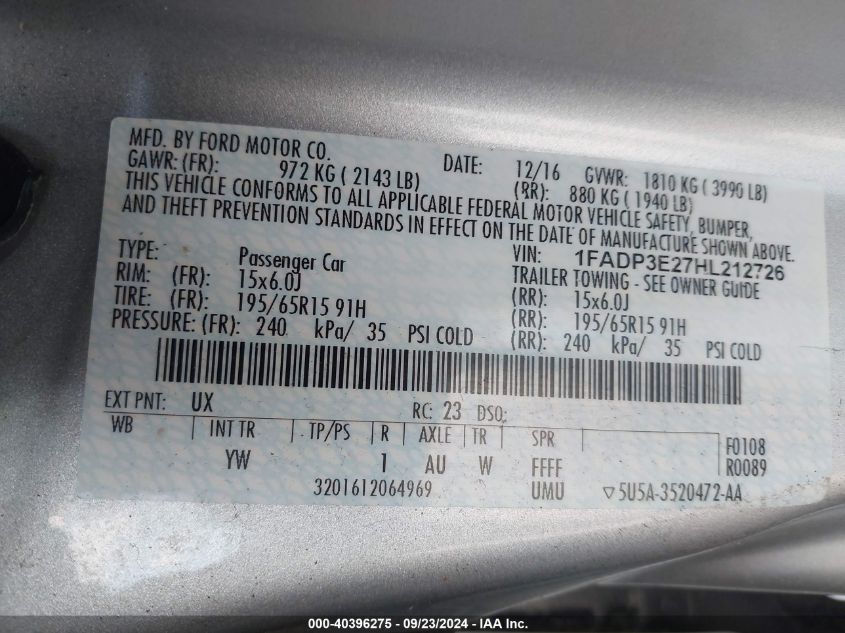 MFD. BY FORD MOTOR CO. DATE: 12/16 GVWR: 1810 KG ( 3990 LB)
GAWR: (FR): 972 KG ( 2143 LB) (RR): 880 KG ( 1940 LB)
THIS VEHICLE CONFORMS TO ALL APPLICABLE FEDERAL MOTOR VEHICLE SAFETY, BUMPER,
AND THEFT PREVENTION STANDARDS IN EFFECT ON THE DATE OF MANUFACTURE SHOWN ABOVE.
VIN: 1FADP3E27HL212726
TYPE: Passenger Car TRAILER TOWING - SEE OWNER GUIDE
RIM: (FR): 15x6.0J (RR): 15x6.0J
TIRE: (FR): 195/65R15 91H (RR): 195/65R15 91H
PRESSURE: (FR): 240 kPa/ 35 PSI COLD (RR): 240 kPa/ 35 PSI COLD
EXT PNT: UX RC: 23 DSO:
WB INT TR TP/PS R AXLE TR SPR F0108
YW 1 AU W FFFF R0089
3201612064969 UMU ▽5U5A-3520472-AA
000-40396275 - 09/23/2024 - IAA Inc.